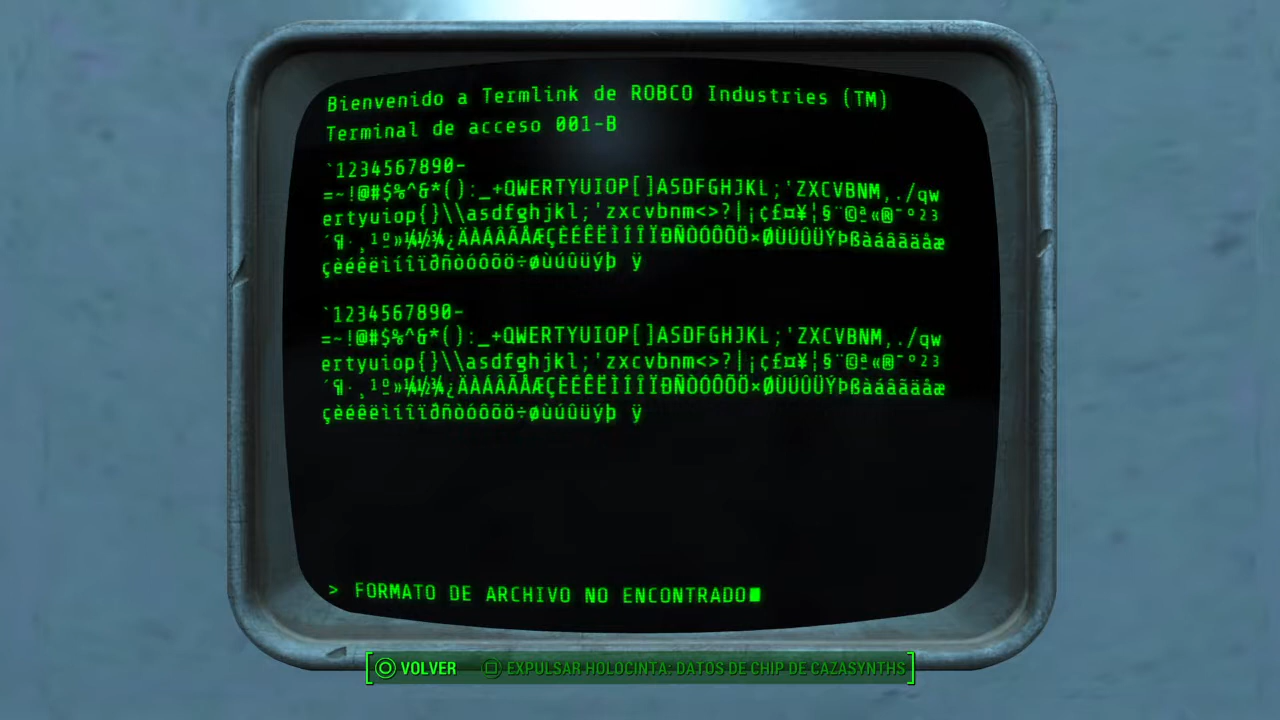 Bienvenido a Termlink de ROBCO Industries (TM)
Terminal de acceso 001-B
`1234567890-
=~!@#$%^&*():_+QWERTYUIOP[]ASDFGHJKL;'ZXCVBNM,./qw
ertyuiop{}\\asdfghjkl;'zxcvbnm<>?|¡¢£¤¥¦§¨©ª«®¯°²³
´¶·¸¹º»¼½¾¿ÄÀÁÂÃÅÆÇÈÉÊËÌÍÎÏÐÑÒÓÔÕÖ×ØÙÚÛÜÝÞßàáâãäåæ
çèéêëìíîïðñòóôõö÷øùúûüýþ ÿ
`1234567890-
=~!@#$%^&*():_+QWERTYUIOP[]ASDFGHJKL;'ZXCVBNM,./qw
ertyuiop{}\\asdfghjkl;'zxcvbnm<>?|¡¢£¤¥¦§¨©ª«®¯°²³
´¶·¸¹º»¼½¾¿ÄÀÁÂÃÅÆÇÈÉÊËÌÍÎÏÐÑÒÓÔÕÖ×ØÙÚÛÜÝÞßàáâãäåæ
çèéêëìíîïðñòóôõö÷øùúûüýþ ÿ
> FORMATO DE ARCHIVO NO ENCONTRADO
VOLVER EXPULSAR HOLOCINTA: DATOS DE CHIP DE CAZASYNTHS